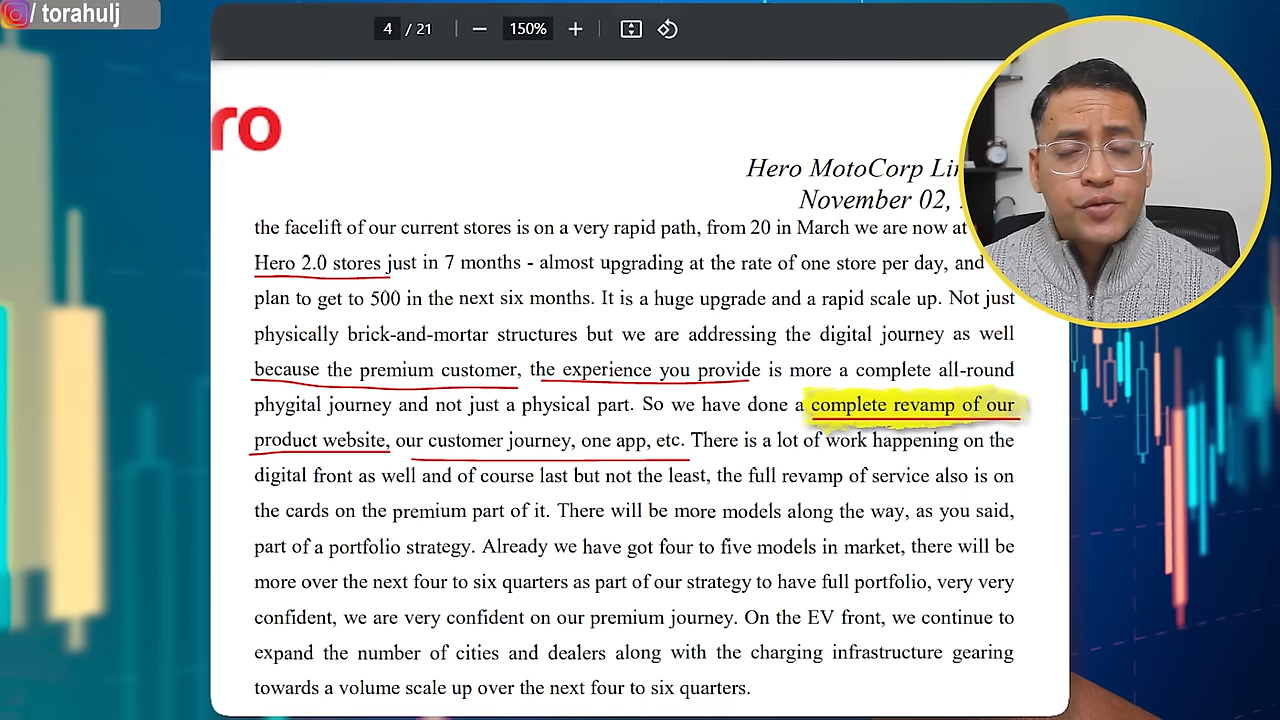 / torahulj
4 / 21
150%
ro
Hero MotoCorp
November 02,
the facelift of our current stores is on a very rapid path, from 20 in March we are now at
Hero 2.0 stores just in 7 months - almost upgrading at the rate of one store per day, and
plan to get to 500 in the next six months. It is a huge upgrade and a rapid scale up. Not just
physically brick-and-mortar structures but we are addressing the digital journey as well
because the premium customer, the experience you provide is more a complete all-round
phygital journey and not just a physical part. So we have done a complete revamp of our
product website, our customer journey, one app, etc. There is a lot of work happening on the
digital front as well and of course last but not the least, the full revamp of service also is on
the cards on the premium part of it. There will be more models along the way, as you said,
part of a portfolio strategy. Already we have got four to five models in market, there will be
more over the next four to six quarters as part of our strategy to have full portfolio, very very
confident, we are very confident on our premium journey. On the EV front, we continue to
expand the number of cities and dealers along with the charging infrastructure gearing
towards a volume scale up over the next four to six quarters.